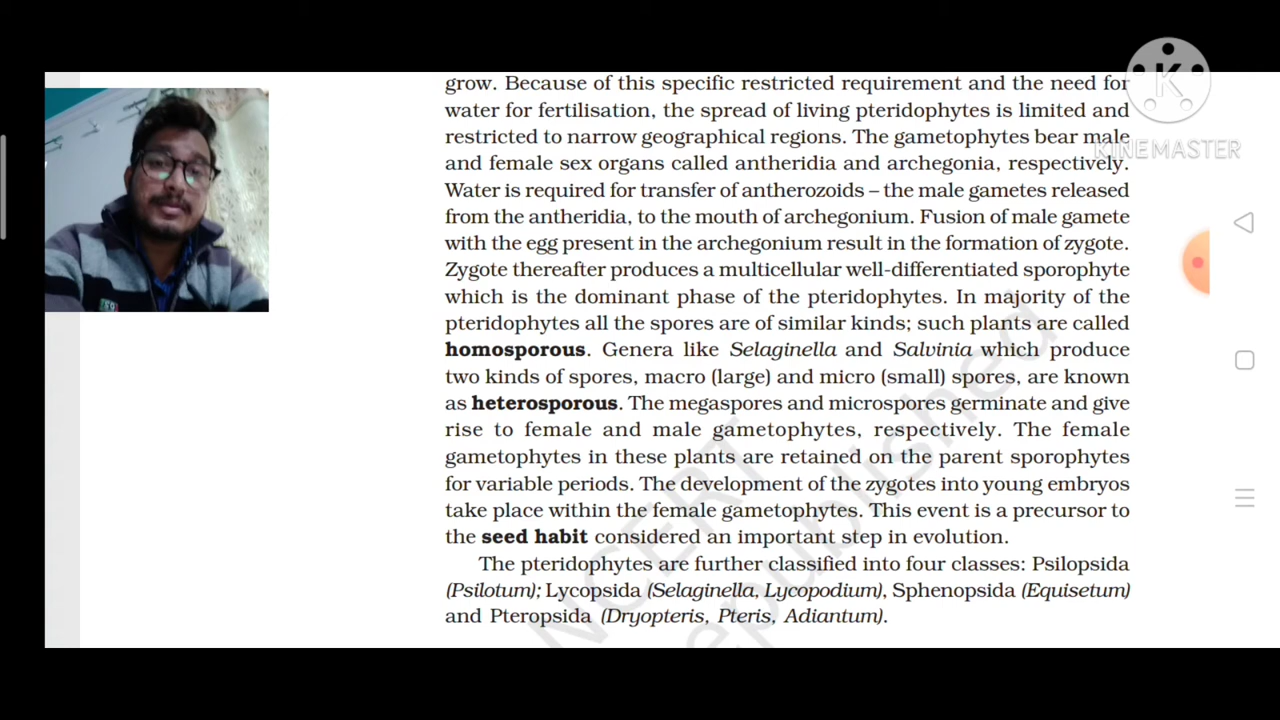 grow. Because of this specific restricted requirement and the need for
water for fertilisation, the spread of living pteridophytes is limited and
restricted to narrow geographical regions. The gametophytes bear male
and female sex organs called antheridia and archegonia, respectively.
Water is required for transfer of antherozoids – the male gametes released
from the antheridia, to the mouth of archegonium. Fusion of male gamete
with the egg present in the archegonium result in the formation of zygote.
Zygote thereafter produces a multicellular well-differentiated sporophyte
which is the dominant phase of the pteridophytes. In majority of the
pteridophytes all the spores are of similar kinds; such plants are called
homosporous. Genera like Selaginella and Salvinia which produce
two kinds of spores, macro (large) and micro (small) spores, are known
as heterosporous. The megaspores and microspores germinate and give
rise to female and male gametophytes, respectively. The female
gametophytes in these plants are retained on the parent sporophytes
for variable periods. The development of the zygotes into young embryos
take place within the female gametophytes. This event is a precursor to
the seed habit considered an important step in evolution.
The pteridophytes are further classified into four classes: Psilopsida
(Psilotum); Lycopsida (Selaginella, Lycopodium), Sphenopsida (Equisetum)
and Pteropsida (Dryopteris, Pteris, Adiantum).
K
KINEMASTER
NCERT
republished